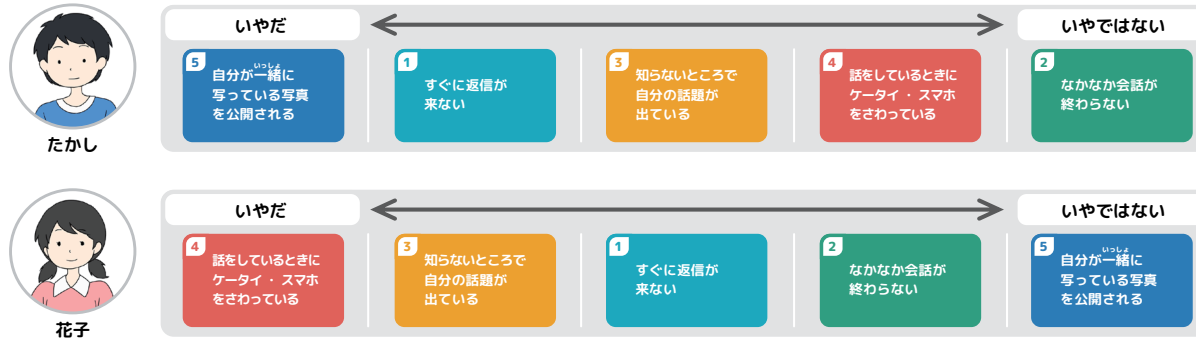 いやだ
いやではない
5
いっしょ
自分が一緒に
写っている写真
を公開される
1
すぐに返信が
来ない
3
知らないところで
自分の話題が
出ている
4
話をしているときに
ケータイ・スマホ
をさわっている
2
なかなか会話が
終わらない
たかし
いやだ
いやではない
4
話をしているときに
ケータイ・スマホ
をさわっている
3
知らないところで
自分の話題が
出ている
1
すぐに返信が
来ない
2
なかなか会話が
終わらない
5
いっしょ
自分が一緒に
写っている写真
を公開される
花子